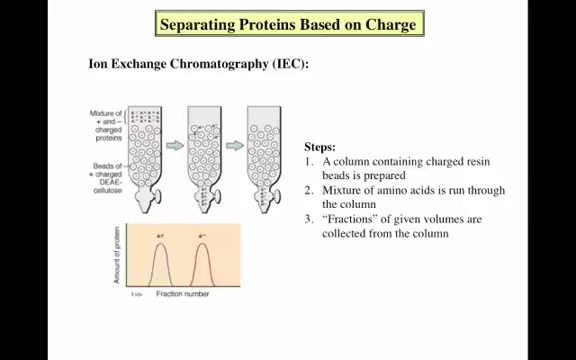 Separating Proteins Based on Charge
Ion Exchange Chromatography (IEC):
Mixture of
+ and −
charged
proteins
Beads of
+ charged
DEAE-
cellulose
Steps:
1. A column containing charged resin
beads is prepared
2. Mixture of amino acids is run through
the column
3. “Fractions” of given volumes are
collected from the column
Amount of protein
A+
A−
Fraction number